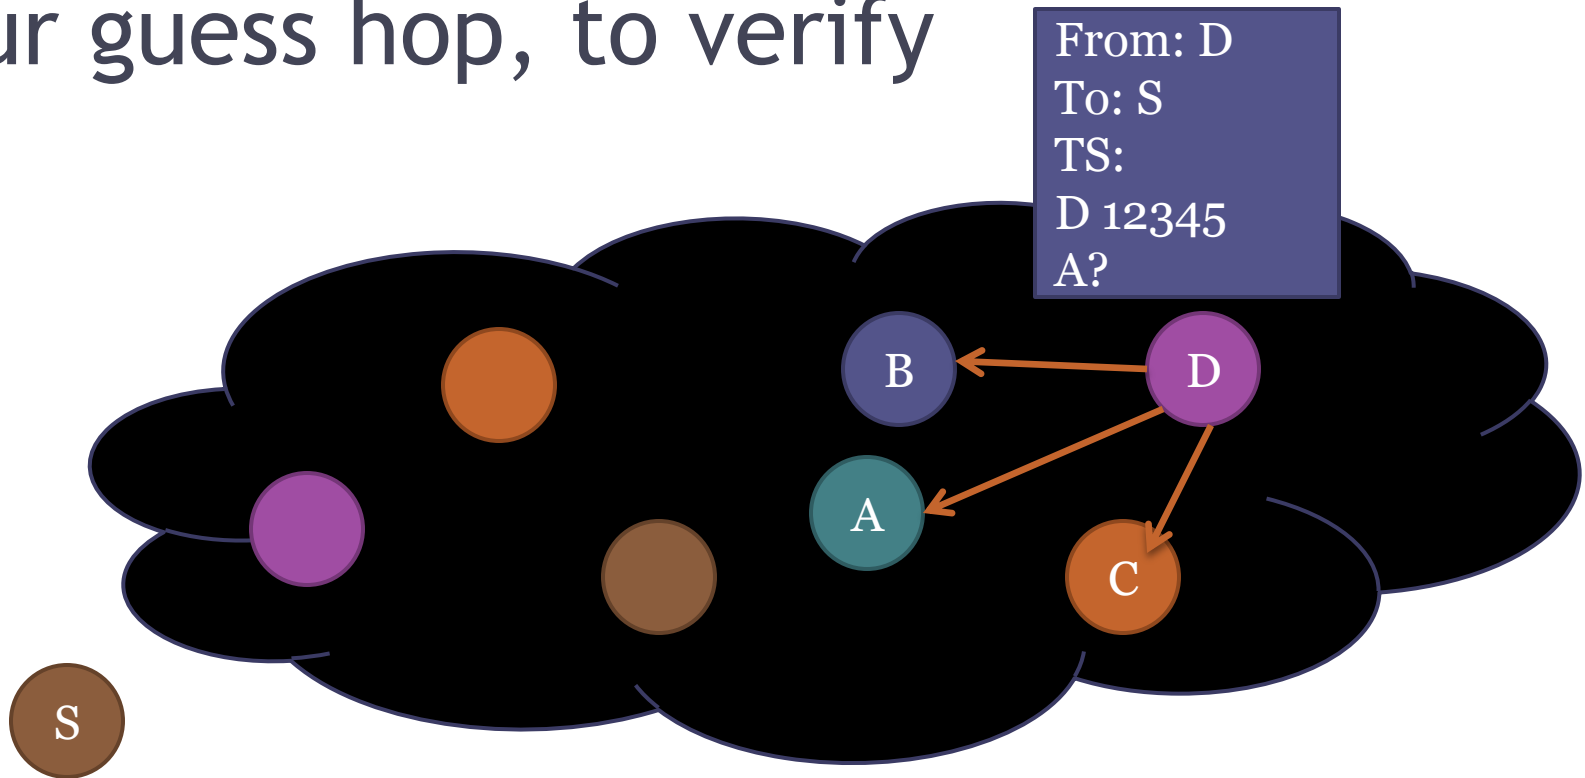 ur guess hop, to verify
From: D
To: S
TS:
D 12345
A?
B
D
A
C
S